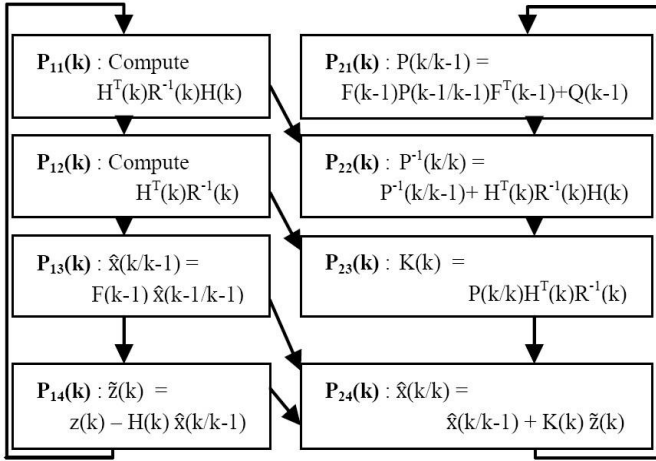 P₁₁(k) : Compute
Hᵀ(k)R⁻¹(k)H(k)
P₁₂(k) : Compute
Hᵀ(k)R⁻¹(k)
P₁₃(k) : x̂(k/k-1) =
F(k-1) x̂(k-1/k-1)
P₁₄(k) : z̃(k) =
z(k) – H(k) x̂(k/k-1)
P₂₁(k) : P(k/k-1) =
F(k-1)P(k-1/k-1)Fᵀ(k-1)+Q(k-1)
P₂₂(k) : P⁻¹(k/k) =
P⁻¹(k/k-1)+ Hᵀ(k)R⁻¹(k)H(k)
P₂₃(k) : K(k) =
P(k/k)Hᵀ(k)R⁻¹(k)
P₂₄(k) : x̂(k/k) =
x̂(k/k-1) + K(k) z̃(k)